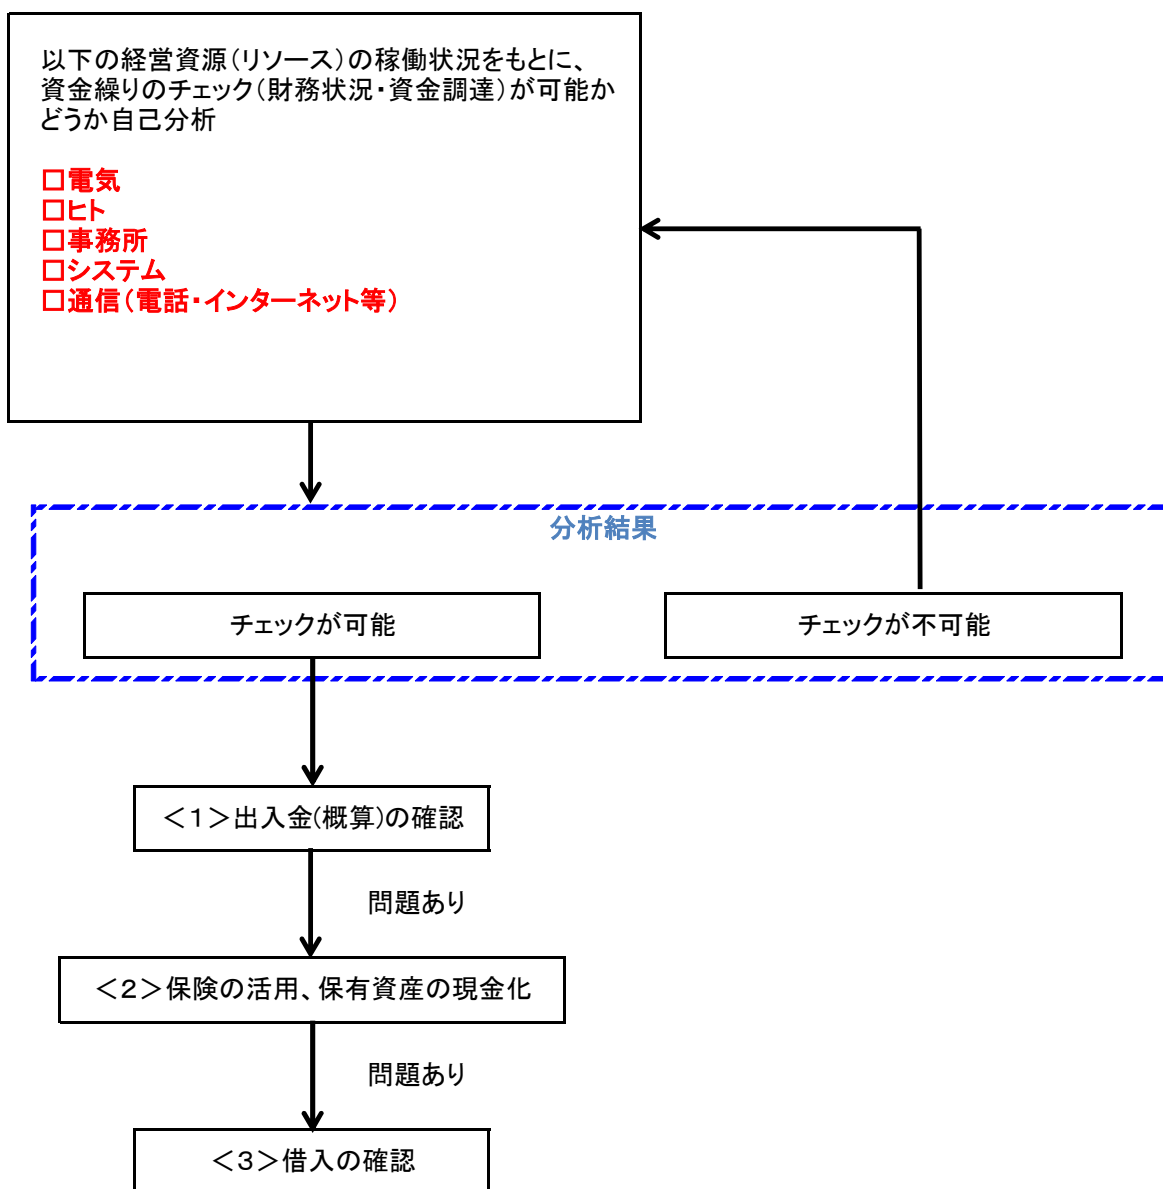 以下の経営資源（リソース）の稼働状況をもとに、
資金繰りのチェック（財務状況・資金調達）が可能か
どうか自己分析
□電気
□ヒト
□事務所
□システム
□通信（電話・インターネット等）
分析結果
チェックが可能
チェックが不可能
＜１＞出入金(概算)の確認
問題あり
＜２＞保険の活用、保有資産の現金化
問題あり
＜３＞借入の確認